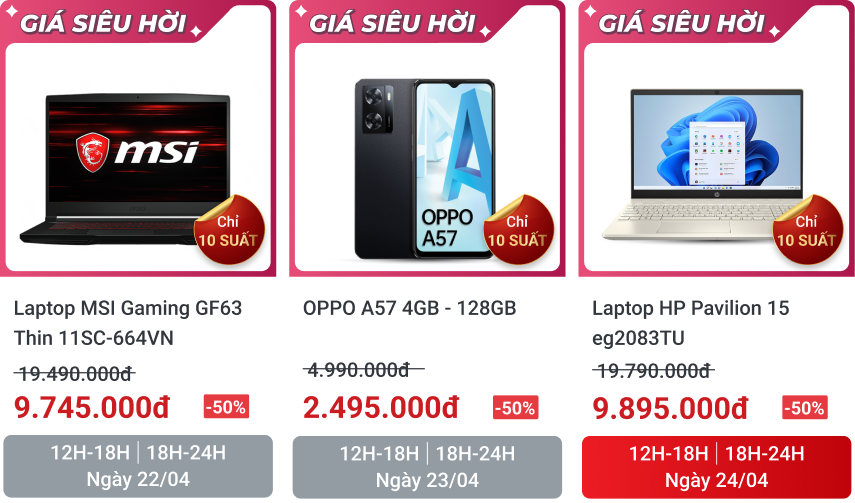 GIÁ SIÊU HỜI
msi
Chỉ
10 SUẤT
Laptop MSI Gaming GF63
Thin 11SC-664VN
19.490.000đ
9.745.000đ
-50%
12H-18H | 18H-24H
Ngày 22/04
GIÁ SIÊU HỜI
A
OPPO
A57
Chỉ
10 SUẤT
OPPO A57 4GB - 128GB
4.990.000đ
2.495.000đ
-50%
12H-18H | 18H-24H
Ngày 23/04
GIÁ SIÊU HỜI
hp
Chỉ
10 SUẤT
Laptop HP Pavilion 15
eg2083TU
19.790.000đ
9.895.000đ
-50%
12H-18H | 18H-24H
Ngày 24/04